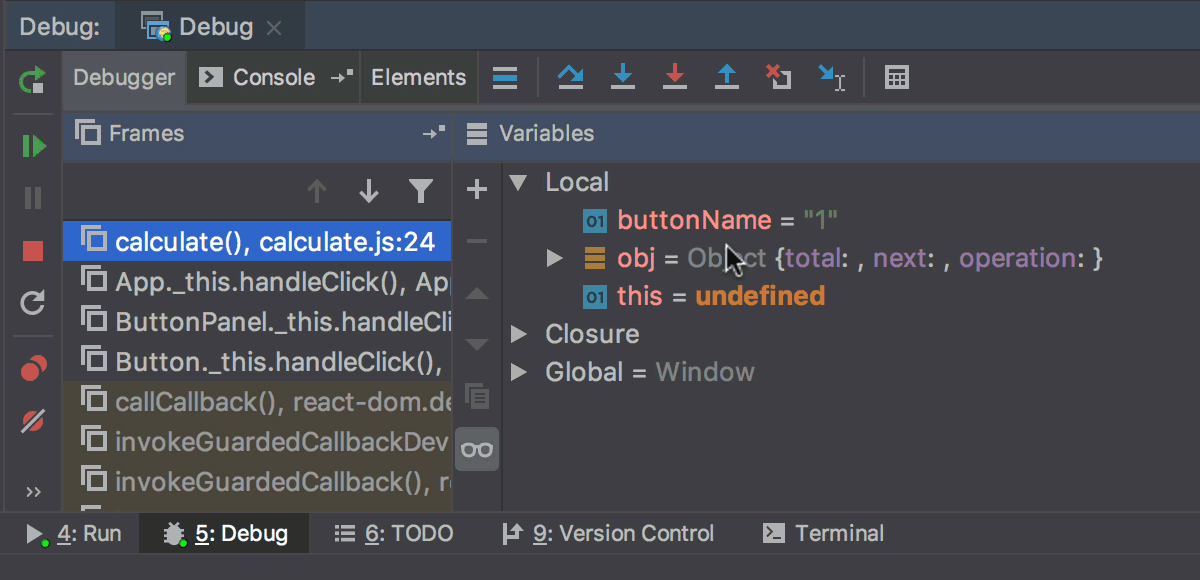 Debug: Debug
Debugger Console Elements
Frames
Variables
calculate(), calculate.js:24
App._this.handleClick(), Ap
ButtonPanel._this.handleCli
Button._this.handleClick(),
callCallback(), react-dom.de
invokeGuardedCallbackDev
invokeGuardedCallback(), re
Local
01 buttonName = "1"
obj = Object {total: , next: , operation: }
01 this = undefined
Closure
Global = Window
4: Run 5: Debug 6: TODO 9: Version Control Terminal